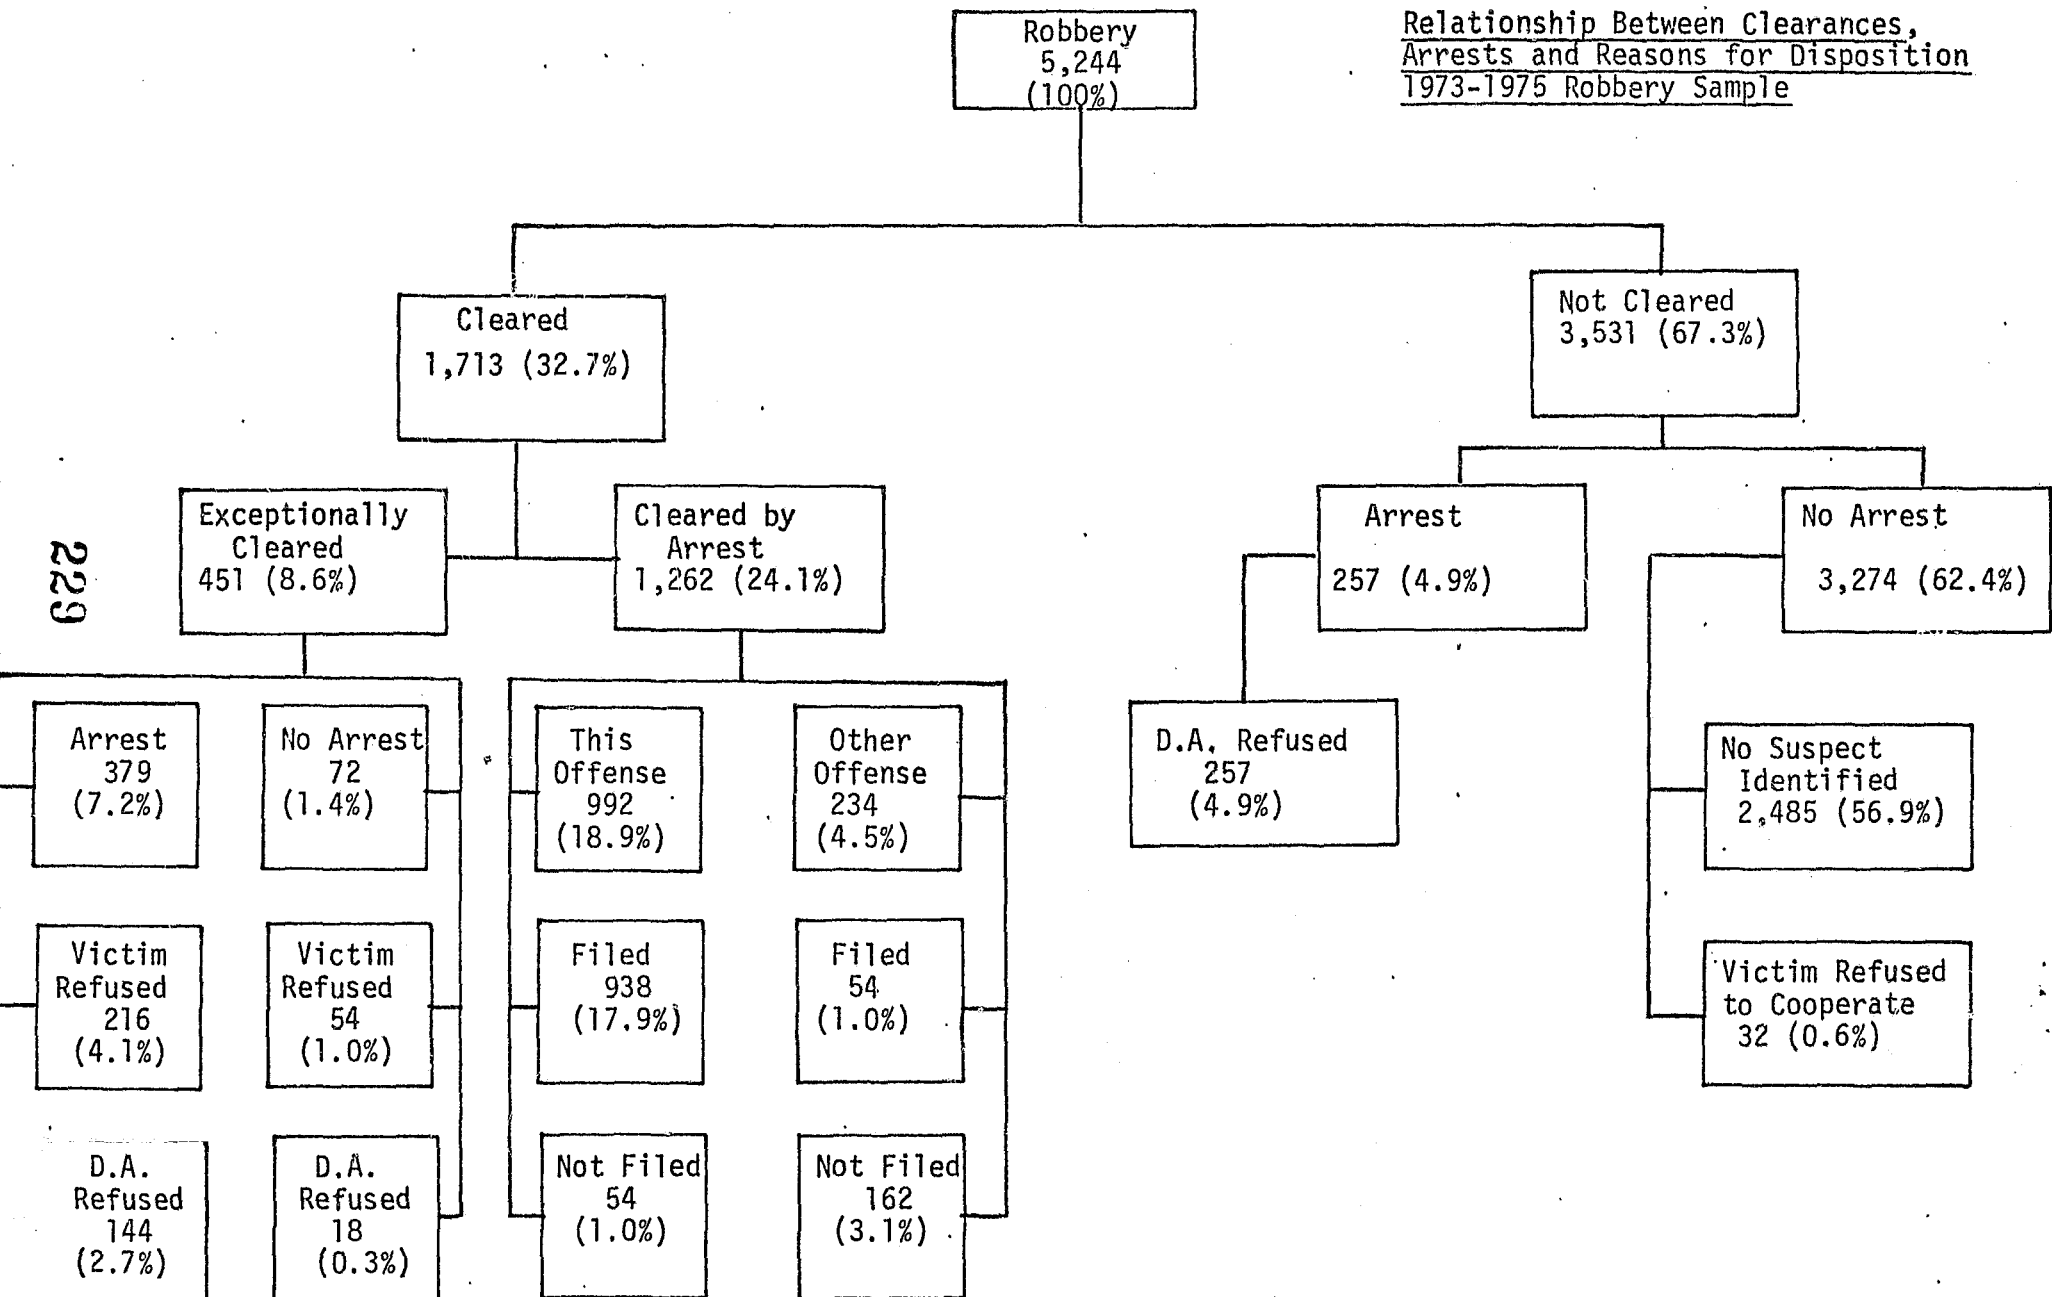 Relationship Between Clearances,
Arrests and Reasons for Disposition
1973-1975 Robbery Sample
Robbery
5,244
(100%)
Cleared
1,713 (32.7%)
Not Cleared
3,531 (67.3%)
Exceptionally
Cleared
451 (8.6%)
Cleared by
Arrest
1,262 (24.1%)
Arrest
257 (4.9%)
No Arrest
3,274 (62.4%)
229
Arrest
379
(7.2%)
No Arrest
72
(1.4%)
This
Offense
992
(18.9%)
Other
Offense
234
(4.5%)
D.A. Refused
257
(4.9%)
No Suspect
Identified
2,485 (56.9%)
Victim
Refused
216
(4.1%)
Victim
Refused
54
(1.0%)
Filed
938
(17.9%)
Filed
54
(1.0%)
Victim Refused
to Cooperate
32 (0.6%)
D.A.
Refused
144
(2.7%)
D.A.
Refused
18
(0.3%)
Not Filed
54
(1.0%)
Not Filed
162
(3.1%)